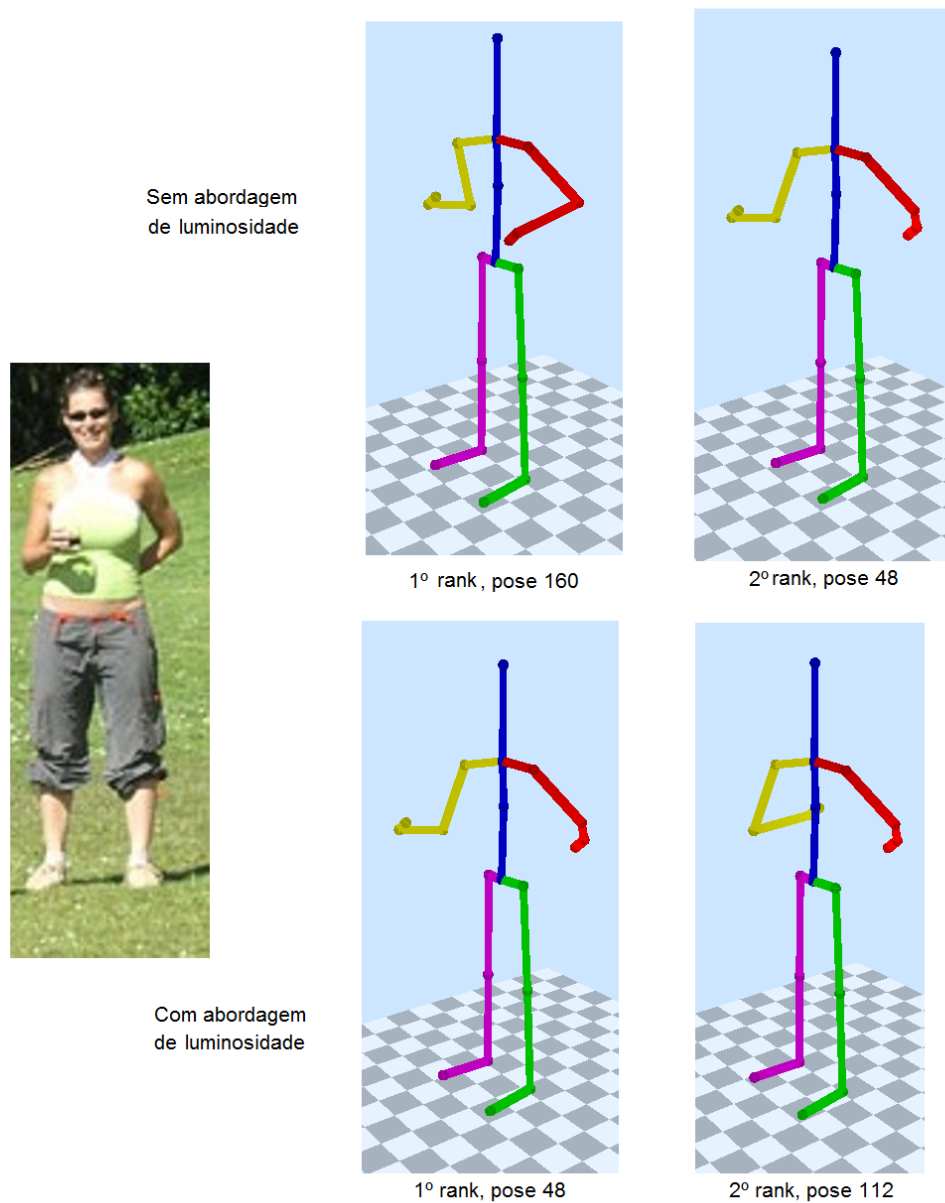 Sem abordagem
de luminosidade
1º rank, pose 160
2º rank, pose 48
Com abordagem
de luminosidade
1º rank, pose 48
2º rank, pose 112